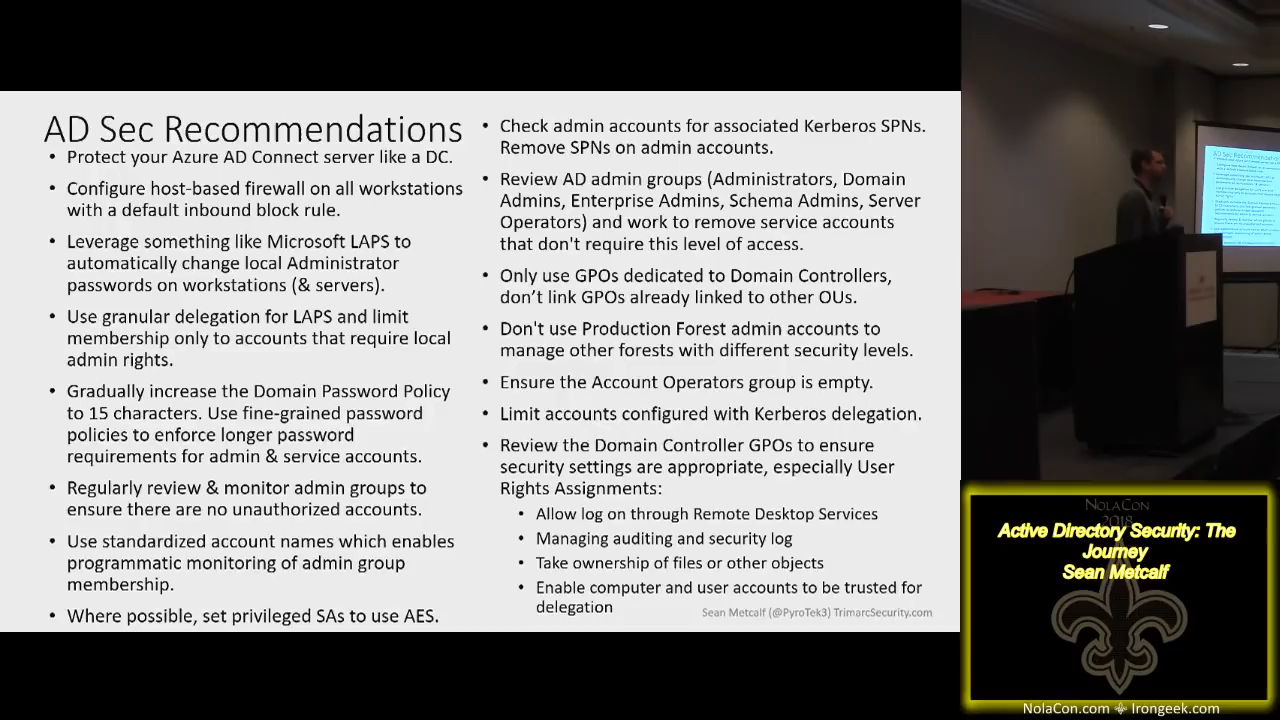 AD Sec Recommendations
• Protect your Azure AD Connect server like a DC.
• Configure host-based firewall on all workstations
with a default inbound block rule.
• Leverage something like Microsoft LAPS to
automatically change local Administrator
passwords on workstations (& servers).
• Use granular delegation for LAPS and limit
membership only to accounts that require local
admin rights.
• Gradually increase the Domain Password Policy
to 15 characters. Use fine-grained password
policies to enforce longer password
requirements for admin & service accounts.
• Regularly review & monitor admin groups to
ensure there are no unauthorized accounts.
• Use standardized account names which enables
programmatic monitoring of admin group
membership.
• Where possible, set privileged SAs to use AES.
• Check admin accounts for associated Kerberos SPNs.
Remove SPNs on admin accounts.
• Review AD admin groups (Administrators, Domain
Admins, Enterprise Admins, Schema Admins, Server
Operators) and work to remove service accounts
that don't require this level of access.
• Only use GPOs dedicated to Domain Controllers,
don’t link GPOs already linked to other OUs.
• Don't use Production Forest admin accounts to
manage other forests with different security levels.
• Ensure the Account Operators group is empty.
• Limit accounts configured with Kerberos delegation.
• Review the Domain Controller GPOs to ensure
security settings are appropriate, especially User
Rights Assignments:
• Allow log on through Remote Desktop Services
• Managing auditing and security log
• Take ownership of files or other objects
• Enable computer and user accounts to be trusted for
delegation
Sean Metcalf (@PyroTek3) TrimarcSecurity.com
AD Sec Recommendations
NOLACON
2018
Active Directory Security: The
Journey
Sean Metcalf
NolaCon.com ⚜ Irongeek.com